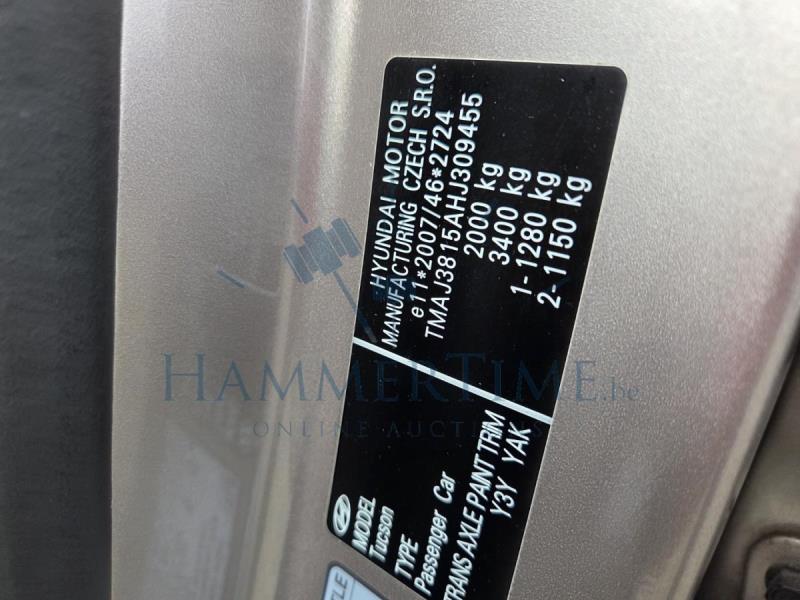 HYUNDAI MOTOR
MANUFACTURING CZECH S.R.O.
e11*2007/46*2724
TMAJ3815AHJ309455
2000 kg
3400 kg
1-1280 kg
2-1150 kg
MODEL
Tucson
TYPE
Passenger Car
TRANS AXLE PAINT TRIM
Y3Y YAK
TLE
HAMMERTIME.be
ONLINE AUCTIONS